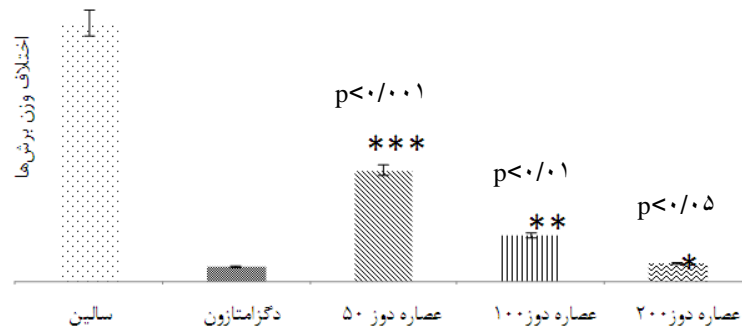 اختلاف وزن برش‌ها
p<۰/۰۰۱
***
p<۰/۰۱
**
p<۰/۰۵
*
سالین
دگزامتازون
عصاره دوز ۵۰
عصاره دوز۱۰۰
عصاره دوز۲۰۰